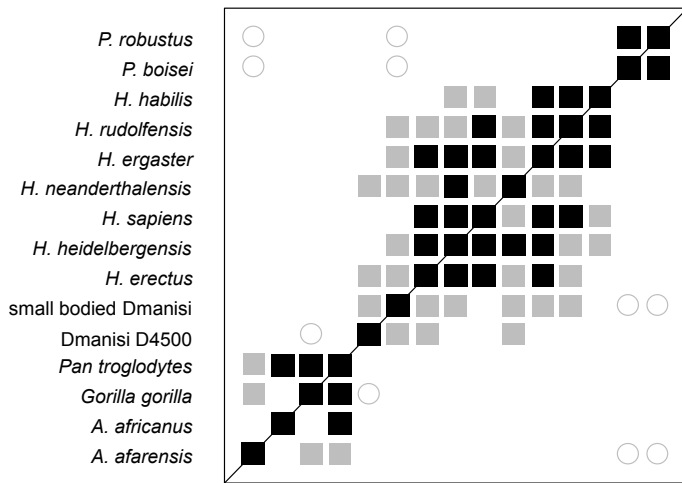 P. robustus
P. boisei
H. habilis
H. rudolfensis
H. ergaster
H. neanderthalensis
H. sapiens
H. heidelbergensis
H. erectus
small bodied Dmanisi
Dmanisi D4500
Pan troglodytes
Gorilla gorilla
A. africanus
A. afarensis